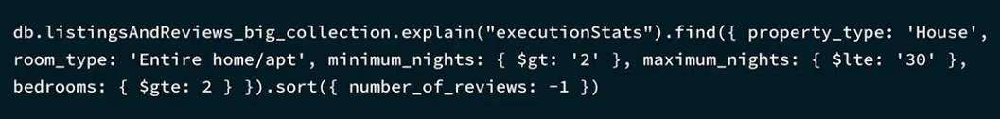 db.listingsAndReviews_big_collection.explain("executionStats").find({ property_type: 'House',
room_type: 'Entire home/apt', minimum_nights: { $gt: '2' }, maximum_nights: { $lte: '30' },
bedrooms: { $gte: 2 } }).sort({ number_of_reviews: -1 })